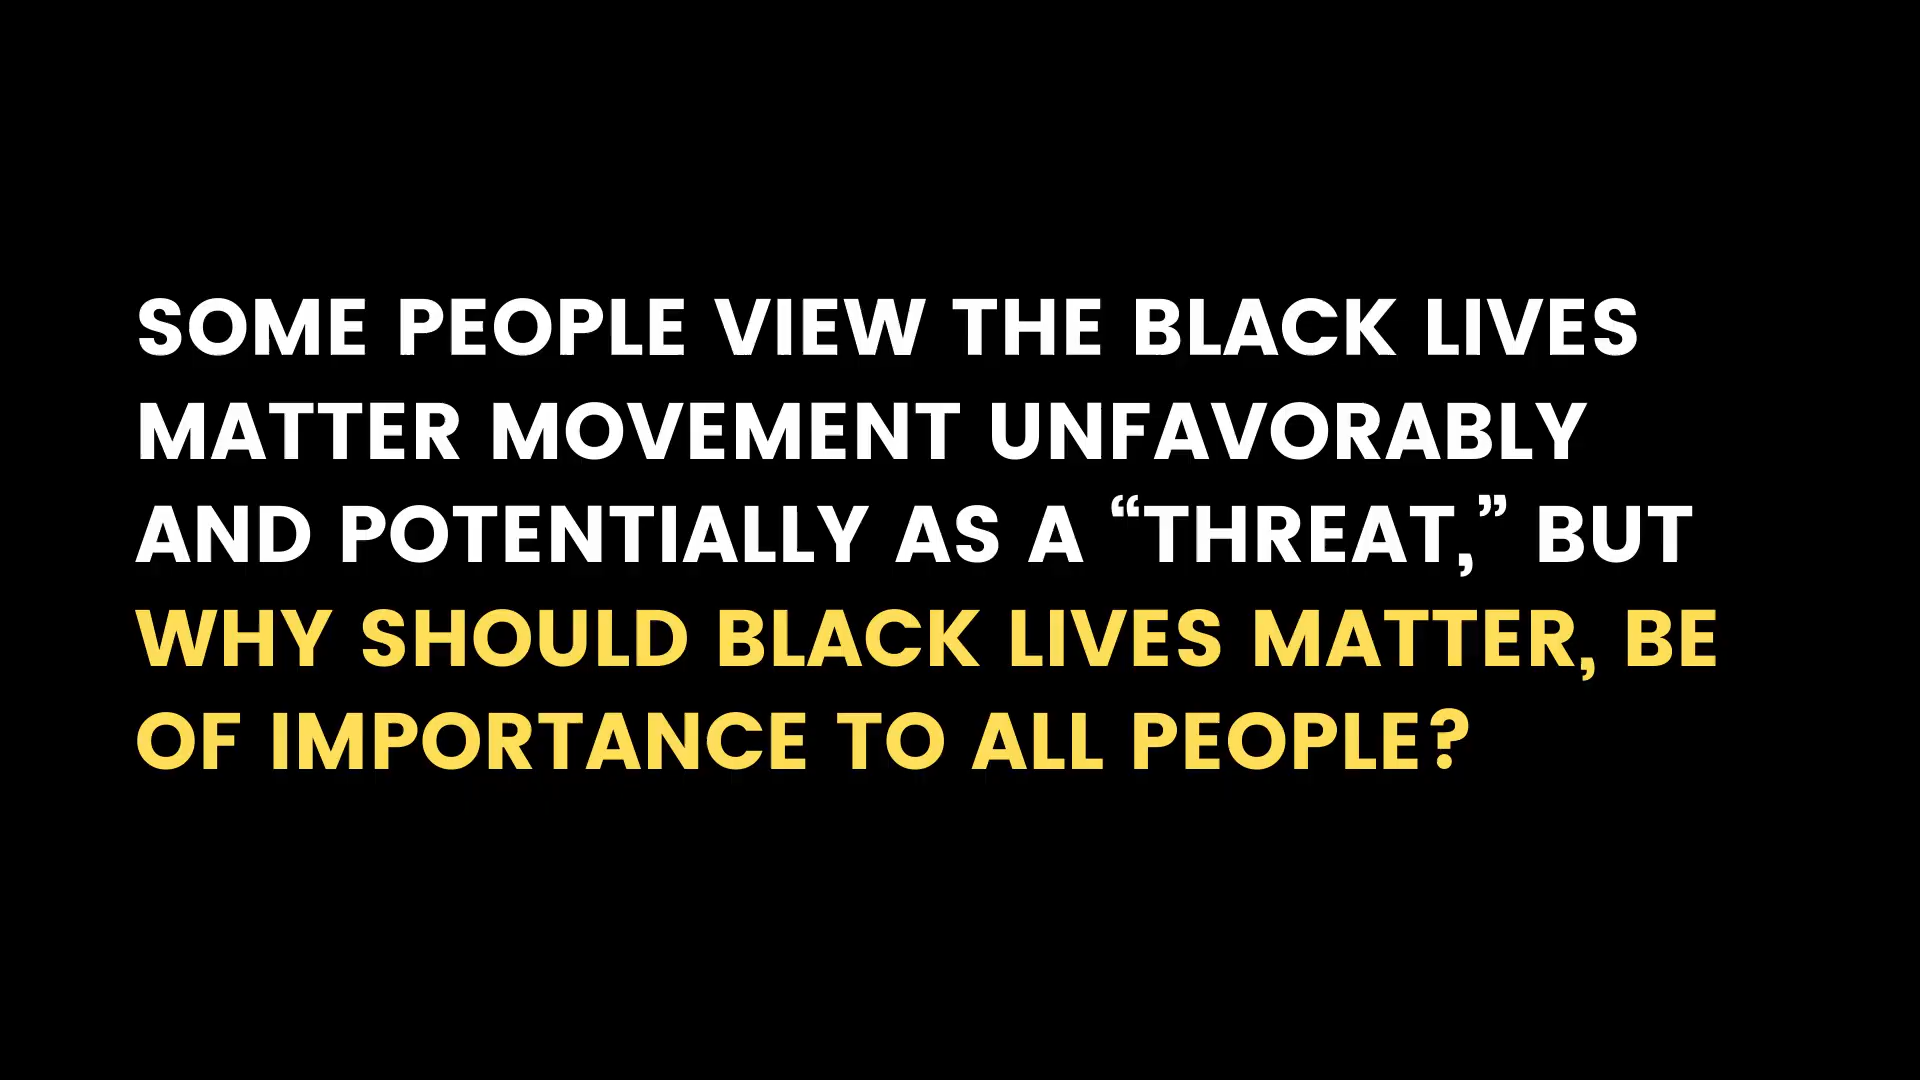 SOME PEOPLE VIEW THE BLACK LIVES
MATTER MOVEMENT UNFAVORABLY
AND POTENTIALLY AS A “THREAT,” BUT
WHY SHOULD BLACK LIVES MATTER, BE
OF IMPORTANCE TO ALL PEOPLE?